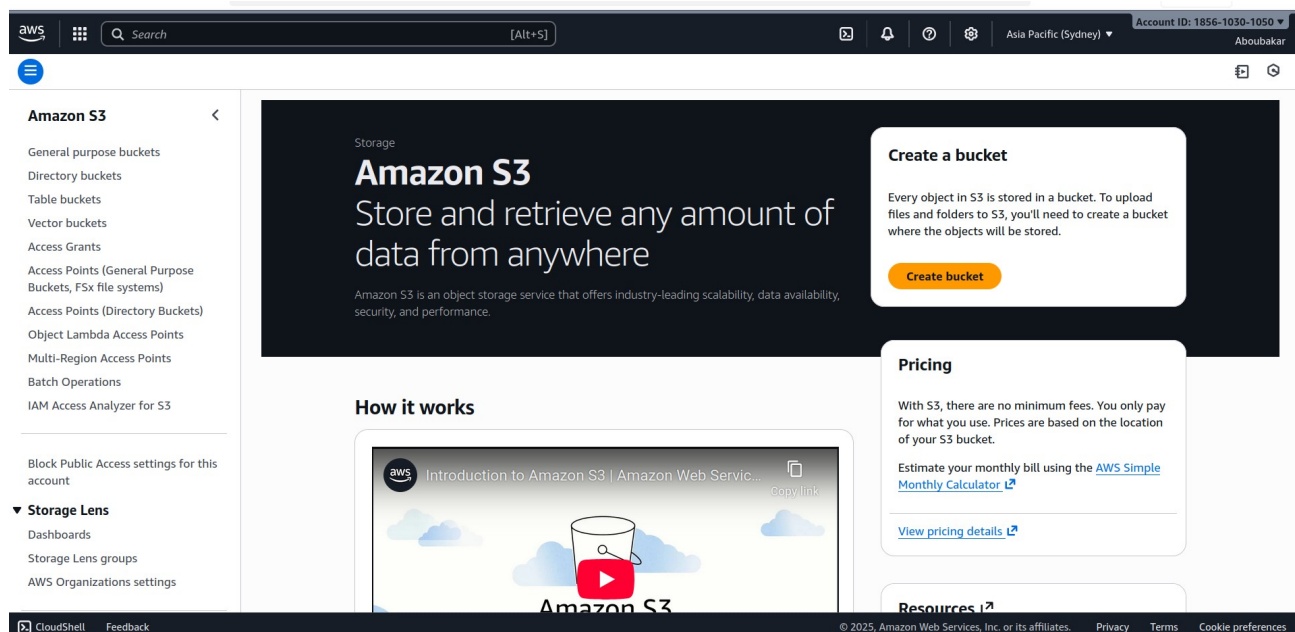 aws
Search
[Alt+S]
Asia Pacific (Sydney) ▼
Account ID: 1856-1030-1050 ▼
Aboubakar
Amazon S3
General purpose buckets
Directory buckets
Table buckets
Vector buckets
Access Grants
Access Points (General Purpose
Buckets, FSx file systems)
Access Points (Directory Buckets)
Object Lambda Access Points
Multi-Region Access Points
Batch Operations
IAM Access Analyzer for S3
Block Public Access settings for this
account
▼ Storage Lens
Dashboards
Storage Lens groups
AWS Organizations settings
Storage
Amazon S3
Store and retrieve any amount of
data from anywhere
Amazon S3 is an object storage service that offers industry-leading scalability, data availability,
security, and performance.
Create a bucket
Every object in S3 is stored in a bucket. To upload
files and folders to S3, you'll need to create a bucket
where the objects will be stored.
Create bucket
How it works
aws
Introduction to Amazon S3 | Amazon Web Servic...
Copy link
Amazon S3
Pricing
With S3, there are no minimum fees. You only pay
for what you use. Prices are based on the location
of your S3 bucket.
Estimate your monthly bill using the AWS Simple
Monthly Calculator
View pricing details
Resources
CloudShell
Feedback
© 2025, Amazon Web Services, Inc. or its affiliates.
Privacy
Terms
Cookie preferences